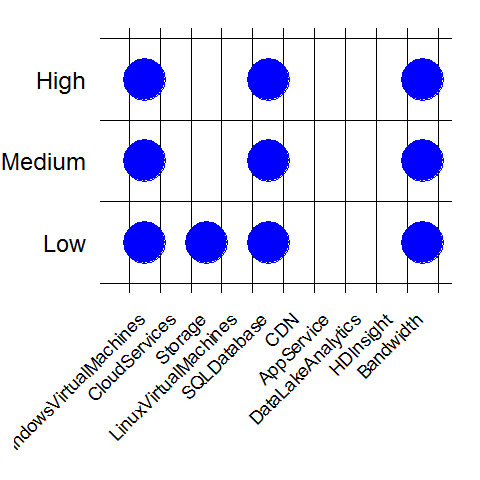 High
Medium
Low
ndowsVirtualMachines
CloudServices
Storage
LinuxVirtualMachines
SQLDatabase
CDN
AppService
DataLakeAnalytics
HDInsight
Bandwidth